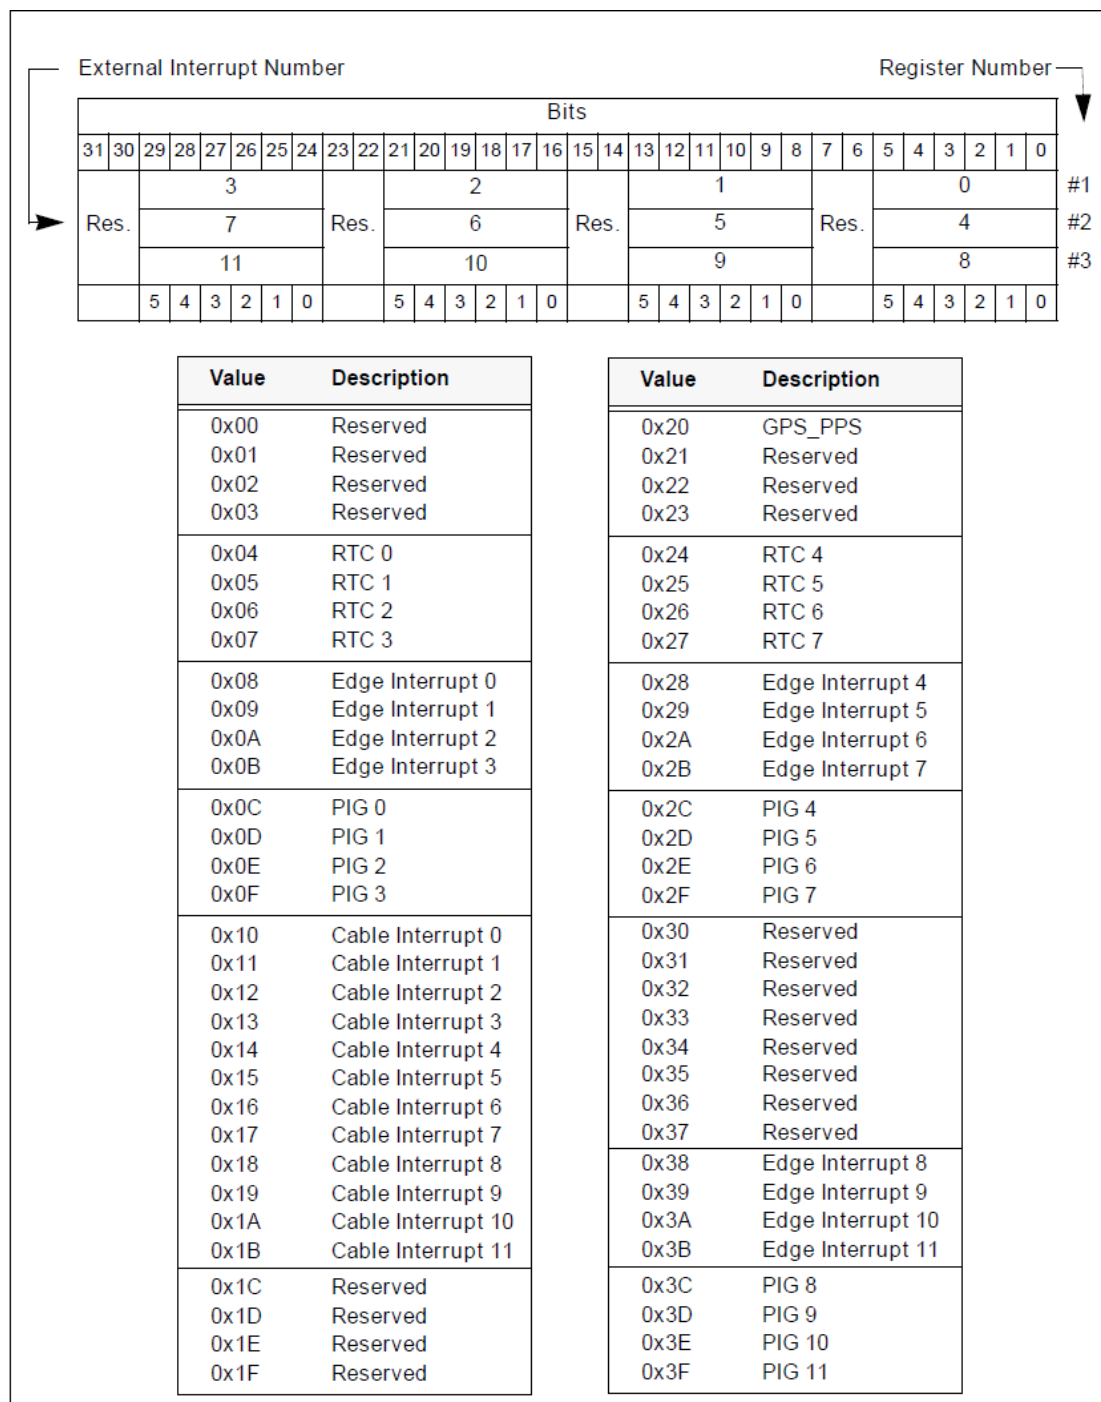 External Interrupt Number Register Number
Bits
31 30 29 28 27 26 25 24 23 22 21 20 19 18 17 16 15 14 13 12 11 10 9 8 7 6 5 4 3 2 1 0
3 2 1 0 #1
Res. 7 Res. 6 Res. 5 Res. 4 #2
11 10 9 8 #3
5 4 3 2 1 0 5 4 3 2 1 0 5 4 3 2 1 0 5 4 3 2 1 0
Value Description
0x00 Reserved
0x01 Reserved
0x02 Reserved
0x03 Reserved
0x04 RTC 0
0x05 RTC 1
0x06 RTC 2
0x07 RTC 3
0x08 Edge Interrupt 0
0x09 Edge Interrupt 1
0x0A Edge Interrupt 2
0x0B Edge Interrupt 3
0x0C PIG 0
0x0D PIG 1
0x0E PIG 2
0x0F PIG 3
0x10 Cable Interrupt 0
0x11 Cable Interrupt 1
0x12 Cable Interrupt 2
0x13 Cable Interrupt 3
0x14 Cable Interrupt 4
0x15 Cable Interrupt 5
0x16 Cable Interrupt 6
0x17 Cable Interrupt 7
0x18 Cable Interrupt 8
0x19 Cable Interrupt 9
0x1A Cable Interrupt 10
0x1B Cable Interrupt 11
0x1C Reserved
0x1D Reserved
0x1E Reserved
0x1F Reserved
Value Description
0x20 GPS_PPS
0x21 Reserved
0x22 Reserved
0x23 Reserved
0x24 RTC 4
0x25 RTC 5
0x26 RTC 6
0x27 RTC 7
0x28 Edge Interrupt 4
0x29 Edge Interrupt 5
0x2A Edge Interrupt 6
0x2B Edge Interrupt 7
0x2C PIG 4
0x2D PIG 5
0x2E PIG 6
0x2F PIG 7
0x30 Reserved
0x31 Reserved
0x32 Reserved
0x33 Reserved
0x34 Reserved
0x35 Reserved
0x36 Reserved
0x37 Reserved
0x38 Edge Interrupt 8
0x39 Edge Interrupt 9
0x3A Edge Interrupt 10
0x3B Edge Interrupt 11
0x3C PIG 8
0x3D PIG 9
0x3E PIG 10
0x3F PIG 11